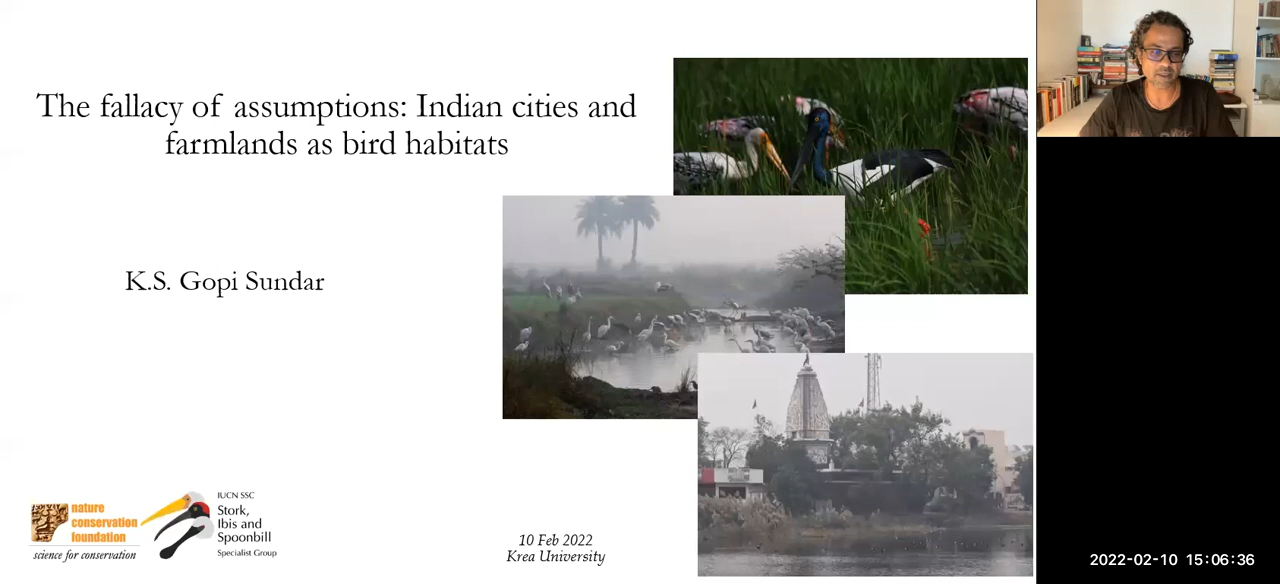 The fallacy of assumptions: Indian cities and
farmlands as bird habitats
K.S. Gopi Sundar
nature
conservation
foundation
science for conservation
IUCN SSC
Stork,
Ibis and
Spoonbill
Specialist Group
10 Feb 2022
Krea University
2022-02-10 15:06:36